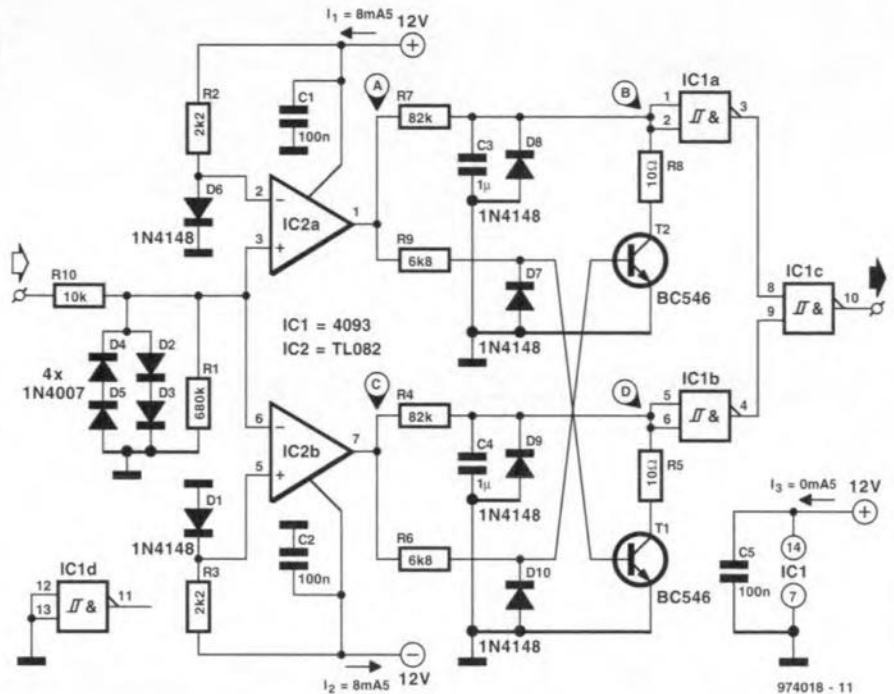 I1 = 8mA5
12V
+
R2
2k2
D6
1N4148
C1
100n
A
R7
82k
B
IC1a
1
2
&
3
C3
1µ
D8
1N4148
R8
10Ω
2
−
3
+
IC2a
1
R9
6k8
D7
1N4148
T2
BC546
IC1c
8
9
&
10
R10
10k
IC1 = 4093
IC2 = TL082
4x
1N4007
D4
D5
D2
D3
R1
680k
6
−
5
+
IC2b
7
C
R4
82k
D
IC1b
5
6
&
4
C4
1µ
D9
1N4148
R5
10Ω
D1
1N4148
C2
100n
R6
6k8
D10
1N4148
T1
BC546
I3 = 0mA5
12V
+
14
IC1
7
C5
100n
IC1d
12
13
&
11
R3
2k2
−
12V
I2 = 8mA5
974018 - 11